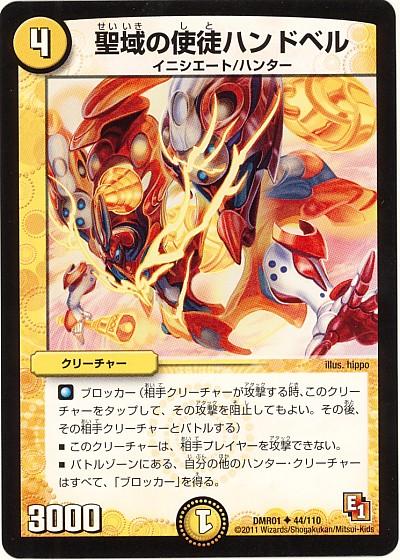 4
せいいき しと
聖域の使徒ハンドベル
イニシエート/ハンター
クリーチャー
illus. hippo
ブロッカー(相手クリーチャーが攻撃する時、このクリー
チャーをタップして、その攻撃を阻止してもよい。その後、
その相手クリーチャーとバトルする)
■ このクリーチャーは、相手プレイヤーを攻撃できない。
■ バトルゾーンにある、自分の他のハンター・クリーチャー
はすべて、「ブロッカー」を得る。
3000
1
E1
DMR01 ◆ 44/110
©2011 Wizards/Shogakukan/Mitsui-Kids